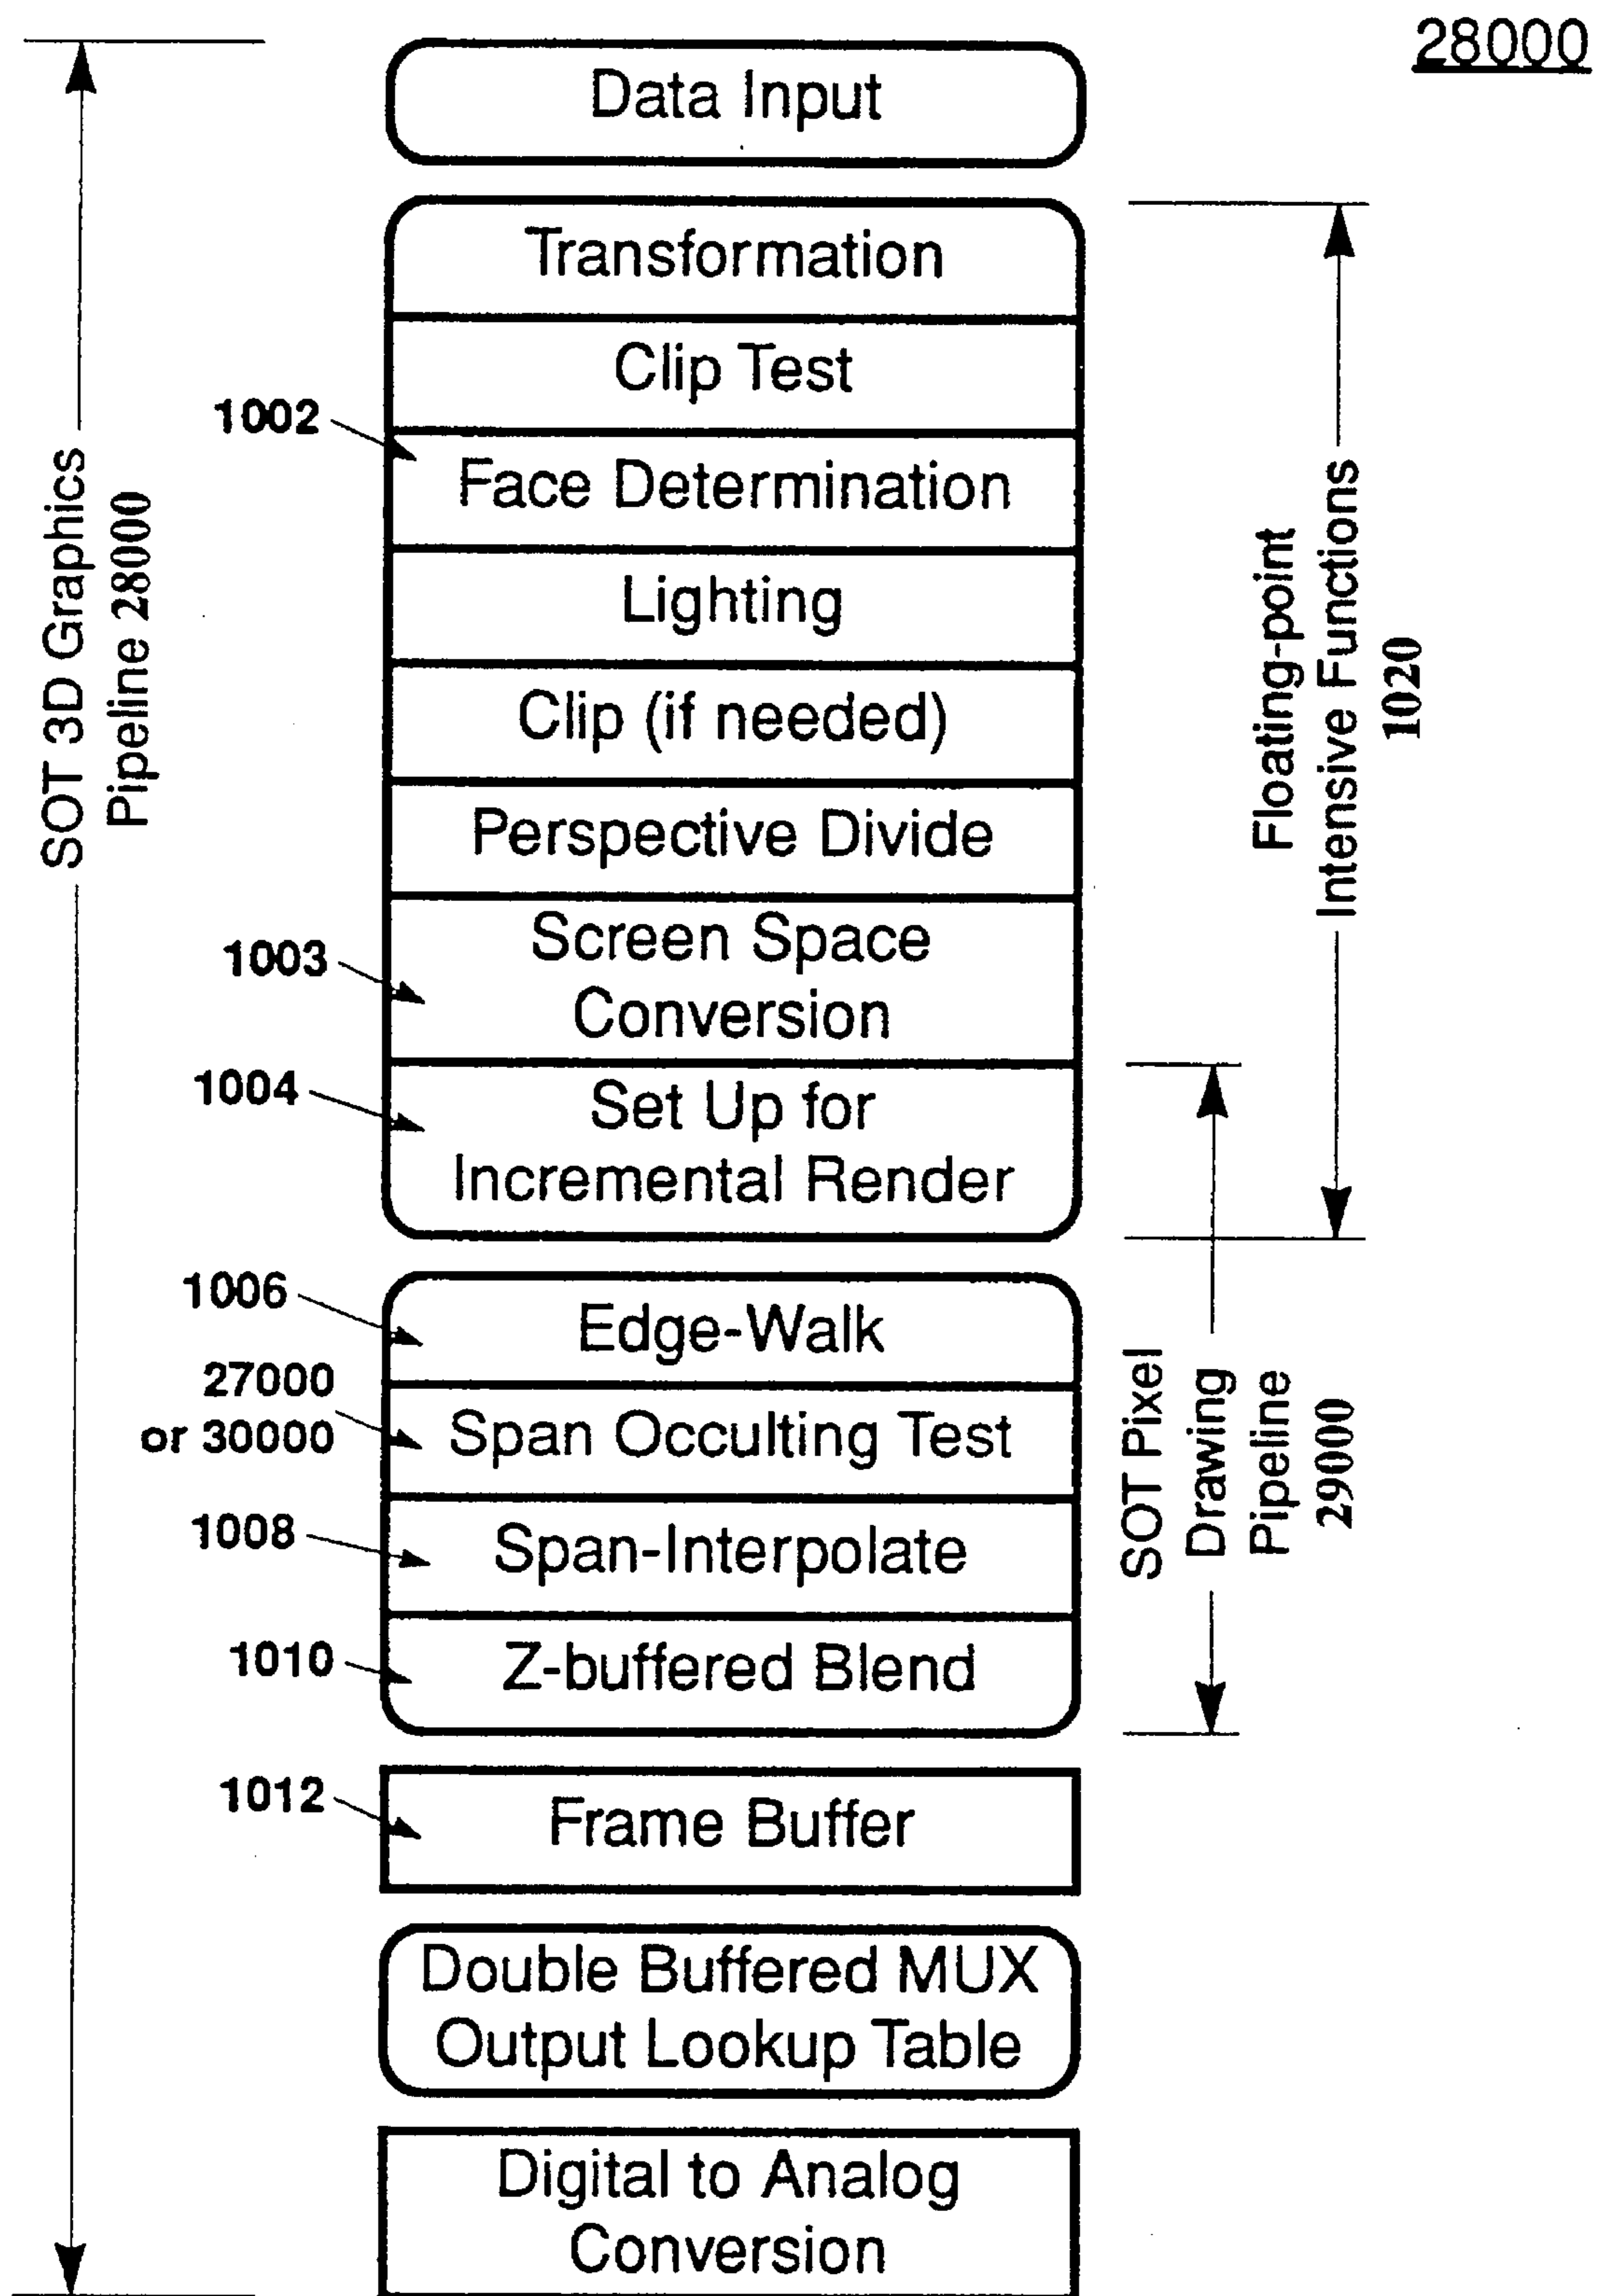 28000
Data Input
Transformation
Clip Test
1002
Face Determination
Lighting
Clip (if needed)
Perspective Divide
1003
Screen Space
Conversion
1004
Set Up for
Incremental Render
1006
Edge-Walk
27000
or 30000
Span Occulting Test
1008
Span-Interpolate
1010
Z-buffered Blend
1012
Frame Buffer
Double Buffered MUX
Output Lookup Table
Digital to Analog
Conversion
SOT 3D Graphics
Pipeline 28000
Floating-point
Intensive Functions
1020
SOT Pixel
Drawing
Pipeline
29000